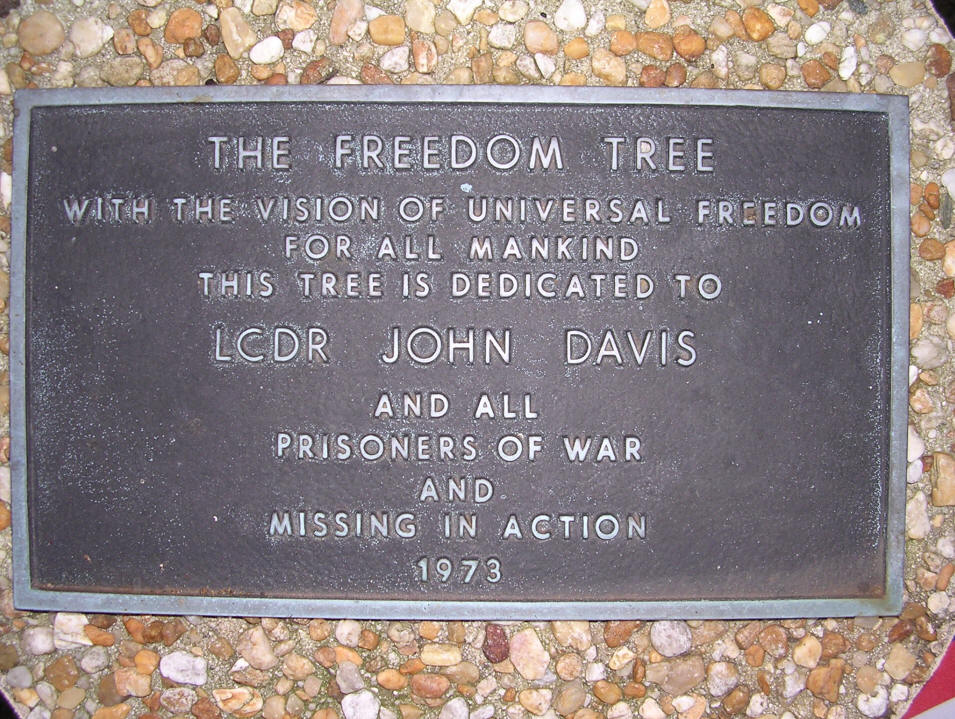 THE FREEDOM TREE
WITH THE VISION OF UNIVERSAL FREEDOM
FOR ALL MANKIND
THIS TREE IS DEDICATED TO
LCDR JOHN DAVIS
AND ALL
PRISONERS OF WAR
AND
MISSING IN ACTION
1973